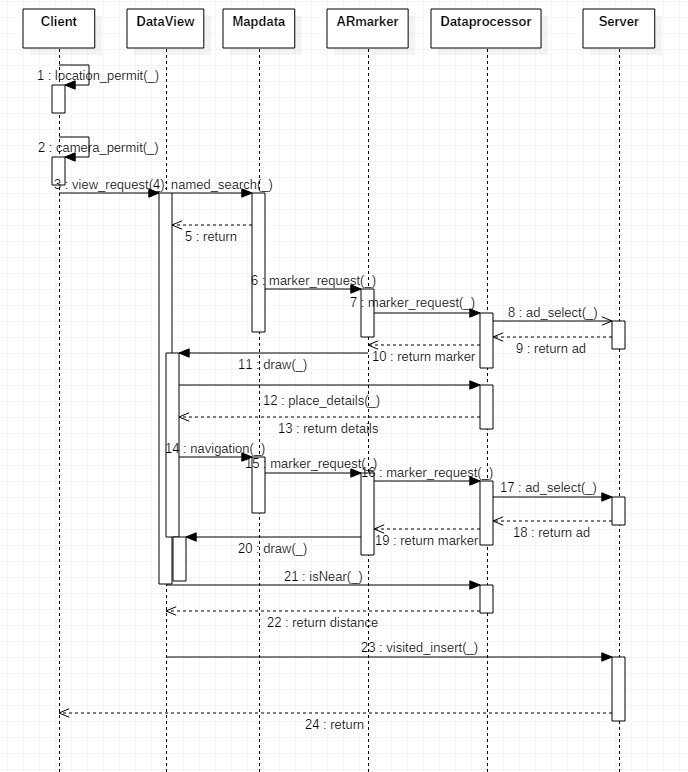 Client DataView Mapdata ARmarker Dataprocessor Server
1 : location_permit(_)
2 : camera_permit(_)
3 : view_request(4) named_search(_)
5 : return
6 : marker_request(_)
7 : marker_request(_)
8 : ad_select(_)
9 : return ad
10 : return marker
11 : draw(_)
12 : place_details(_)
13 : return details
14 : navigation(_)
15 : marker_request(_)
16 : marker_request(_)
17 : ad_select(_)
18 : return ad
19 : return marker
20 : draw(_)
21 : isNear(_)
22 : return distance
23 : visited_insert(_)
24 : return